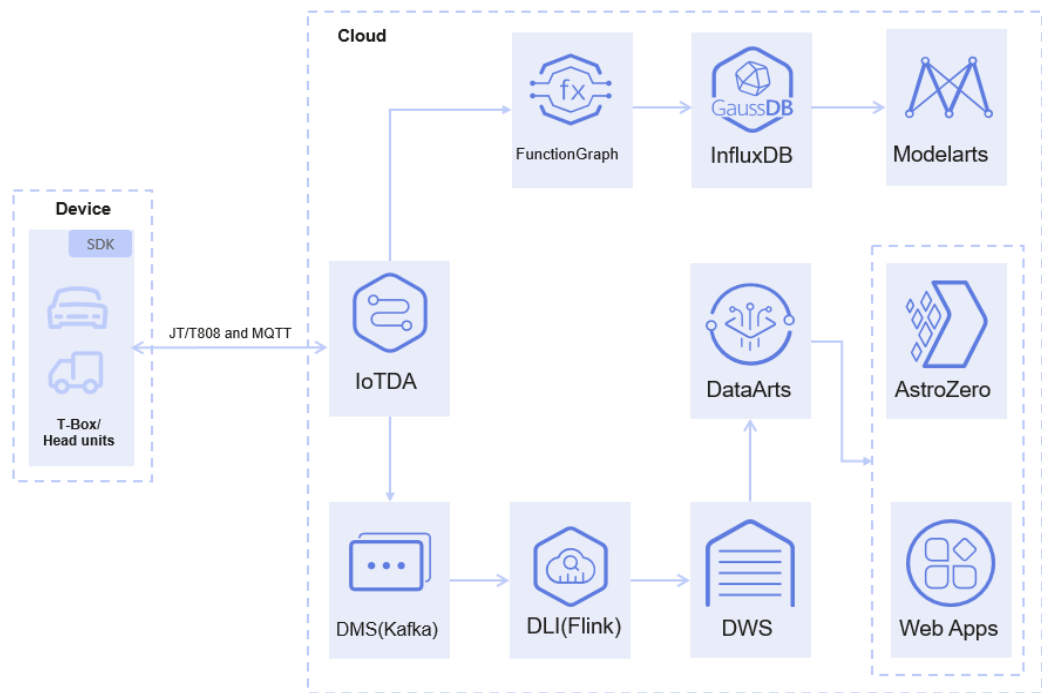 Cloud
fx
GaussDB
FunctionGraph
InfluxDB
Modelarts
Device
SDK
JT/T808 and MQTT
T-Box/
Head units
IoTDA
DataArts
AstroZero
DMS(Kafka)
DLI(Flink)
DWS
Web Apps